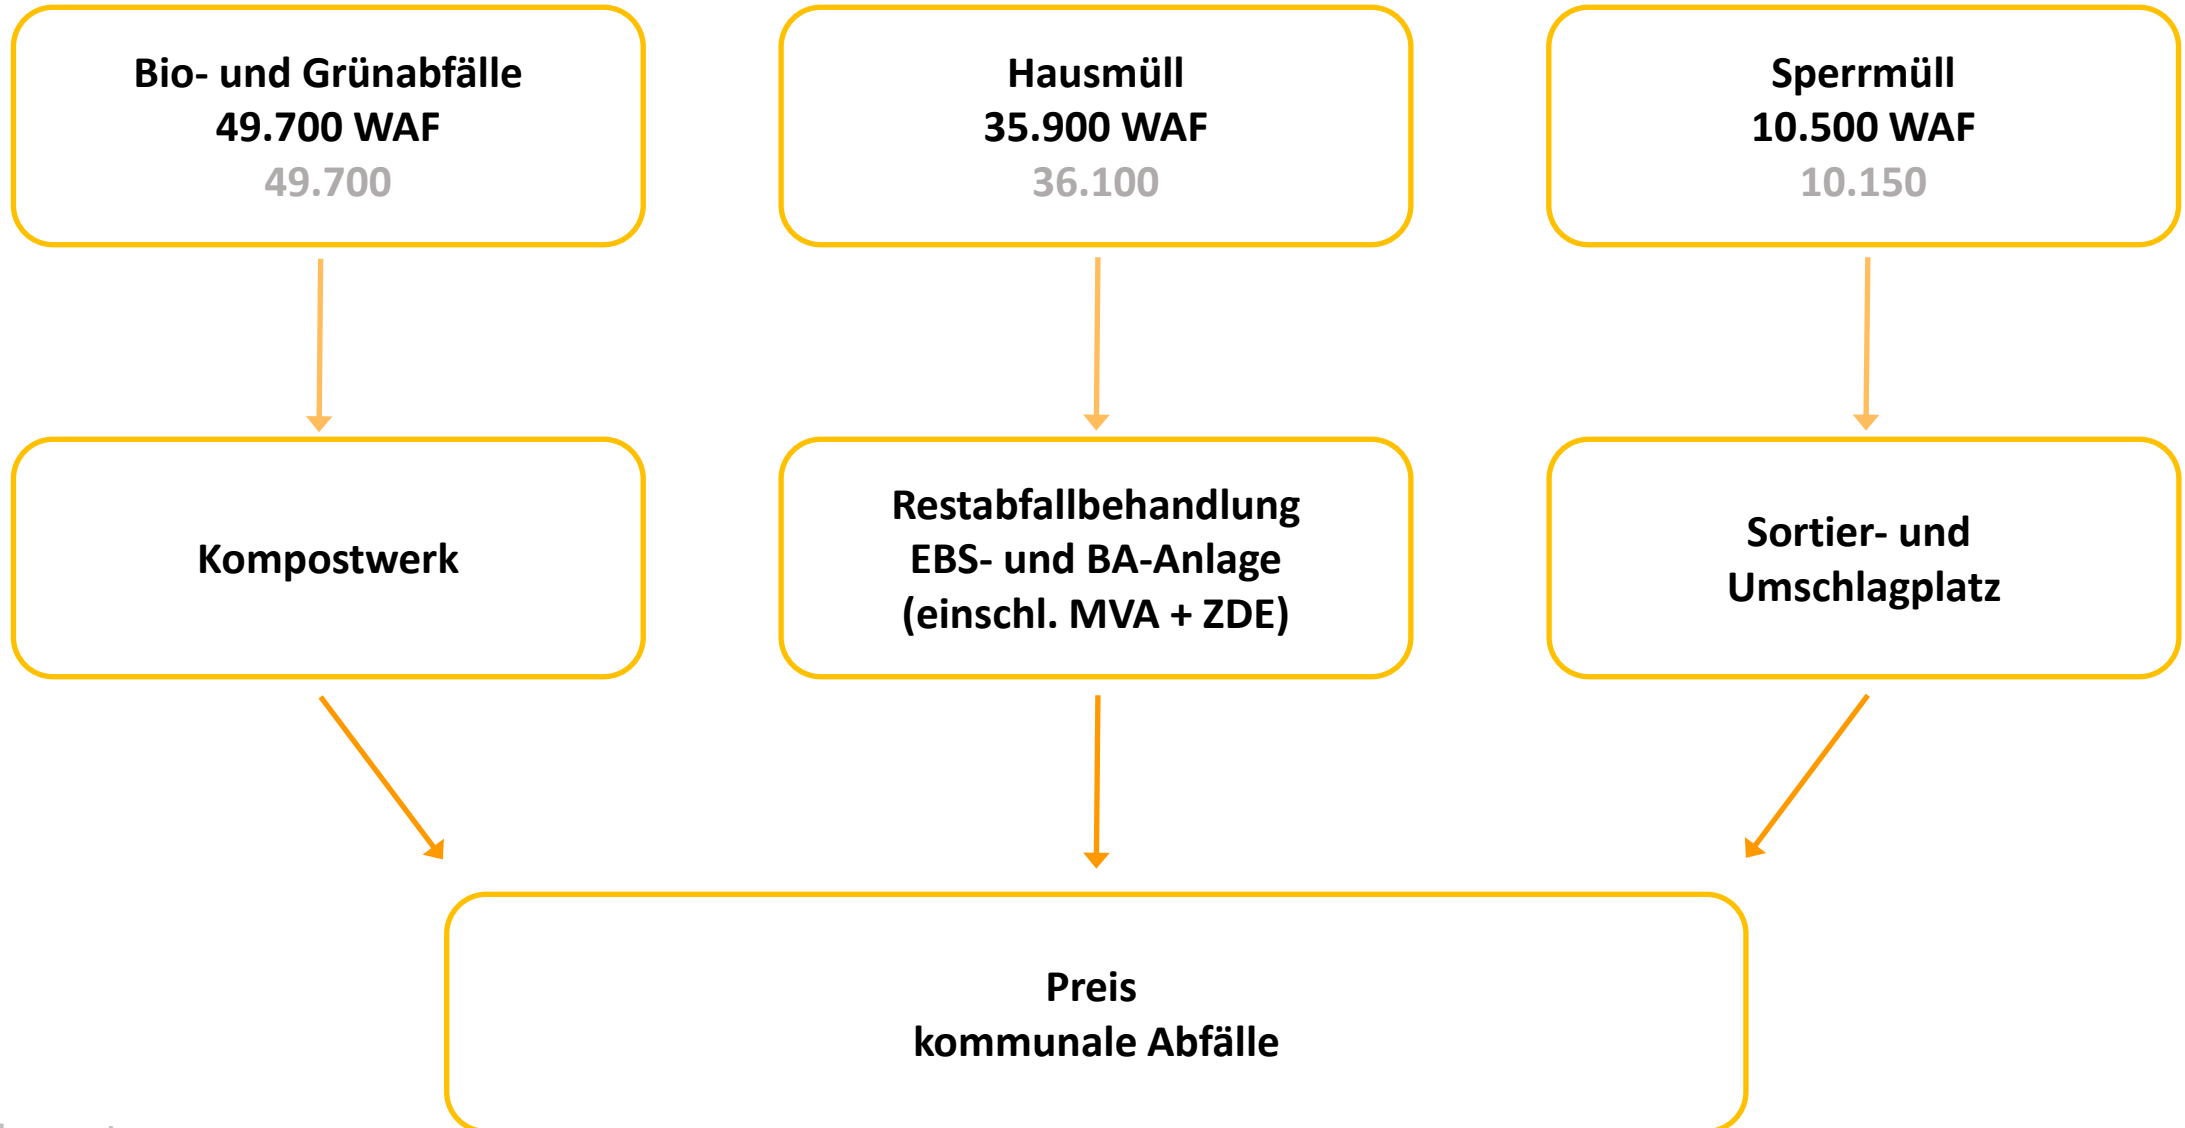 Bio- und Grünabfälle
49.700 WAF
49.700
Hausmüll
35.900 WAF
36.100
Sperrmüll
10.500 WAF
10.150
Kompostwerk
Restabfallbehandlung
EBS- und BA-Anlage
(einschl. MVA + ZDE)
Sortier- und
Umschlagplatz
Preis
kommunale Abfälle